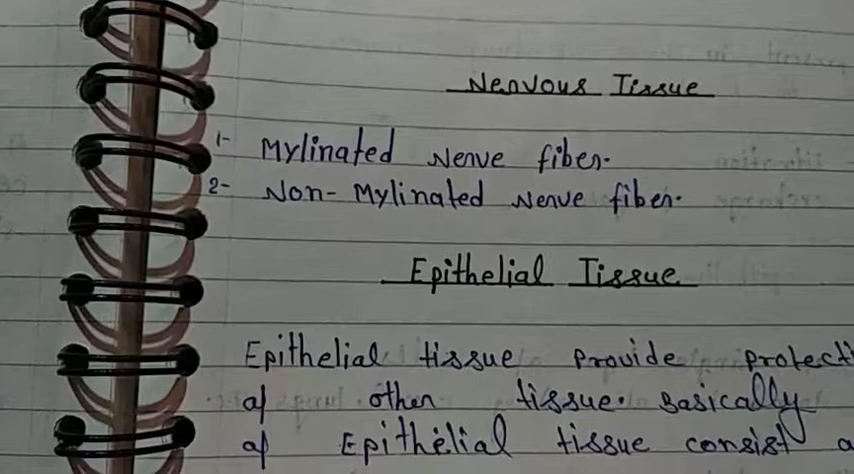 Nervous Tissue
1- Mylinated Nerve fiber.
2- Non-Mylinated Nerve fiber.
Epithelial Tissue
Epithelial tissue Provide protecti
of other tissue. Basically
of Epithelial tissue consist a